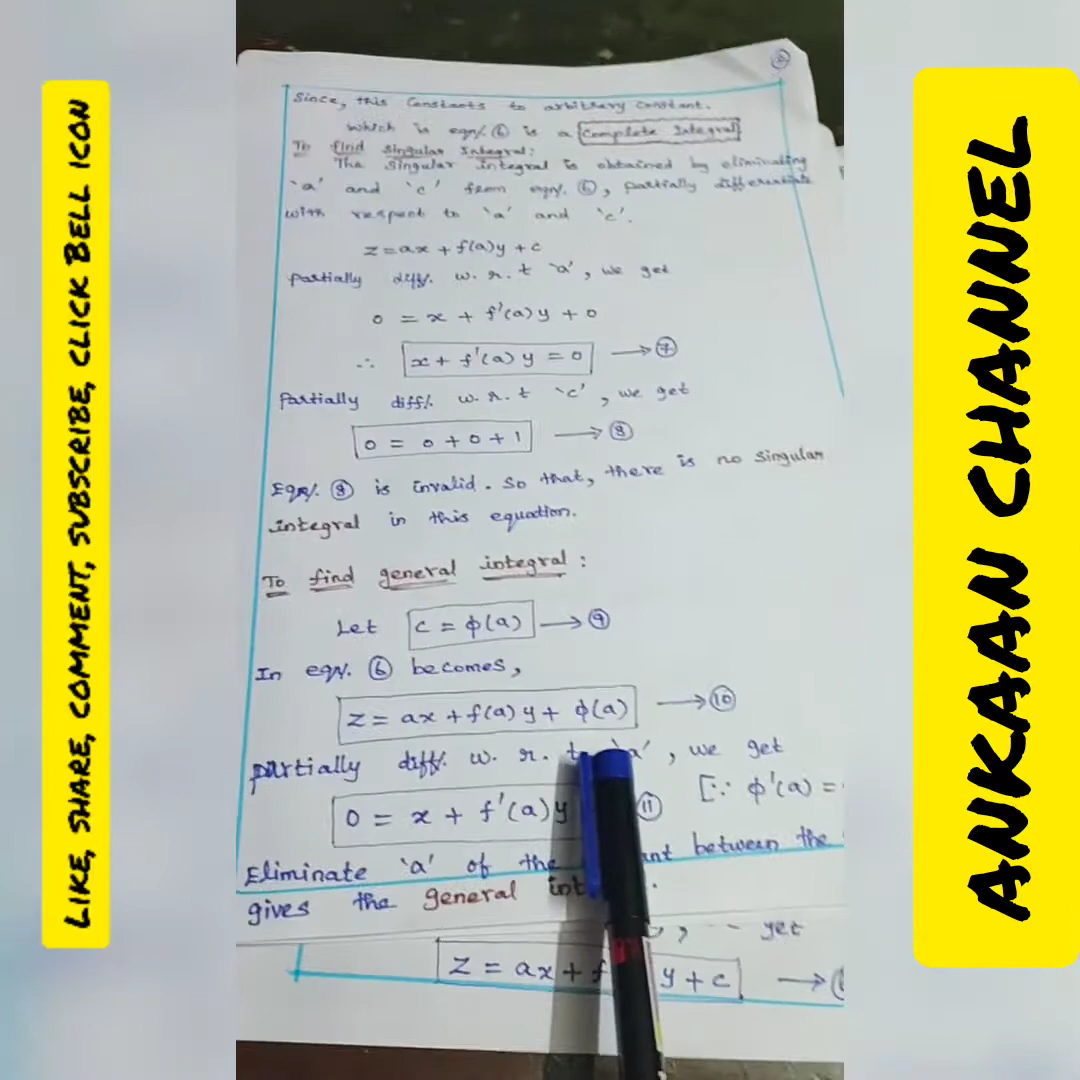 LIKE, SHARE, COMMENT, SUBSCRIBE, CLICK BELL ICON
Since, this Constants to arbitrary Constant.
which is eqn/. ⑥ is a Complete Integral
To find Singular Integral:
The Singular integral is obtained by eliminating
'a' and 'c' from eqn/. ⑥, partially differentiate
with respect to 'a' and 'c'.
z = ax + f(a)y + c
partially diff/. w. r. t 'a', we get
0 = x + f'(a)y + 0
∴ x + f'(a) y = 0 → ⑦
Partially diff/. w. r. t 'c', we get
0 = 0 + 0 + 1 → ⑧
Eqn/. ⑧ is invalid. So that, there is no Singular
integral in this equation.
To find general integral :
Let c = ϕ(a) → ⑨
In eqn/. ⑥ becomes,
z = ax + f(a) y + ϕ(a) → ⑩
partially diff/. w. r. t 'a', we get
0 = x + f'(a) y ⑪ [∵ ϕ'(a) =
Eliminate 'a' of the between the
gives the general
get
z = ax + f y + c →
ANKAAN CHANNEL